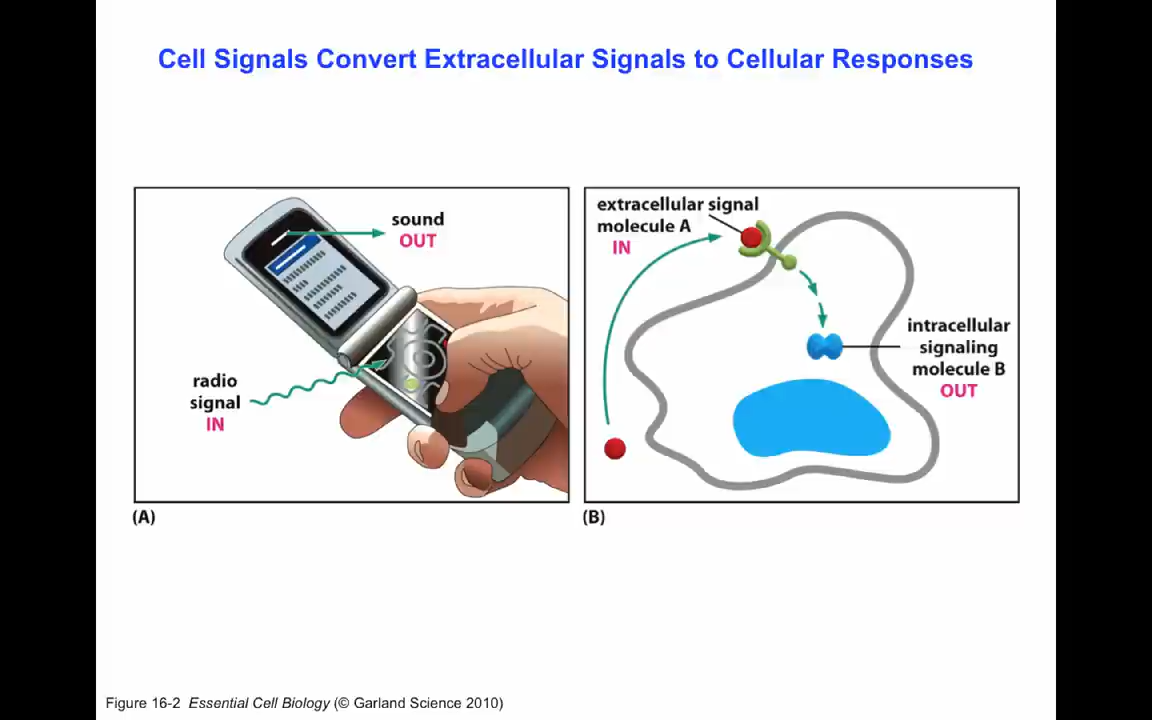 Cell Signals Convert Extracellular Signals to Cellular Responses
sound
OUT
radio
signal
IN
(A)
extracellular signal
molecule A
IN
intracellular
signaling
molecule B
OUT
(B)
Figure 16-2 Essential Cell Biology (© Garland Science 2010)